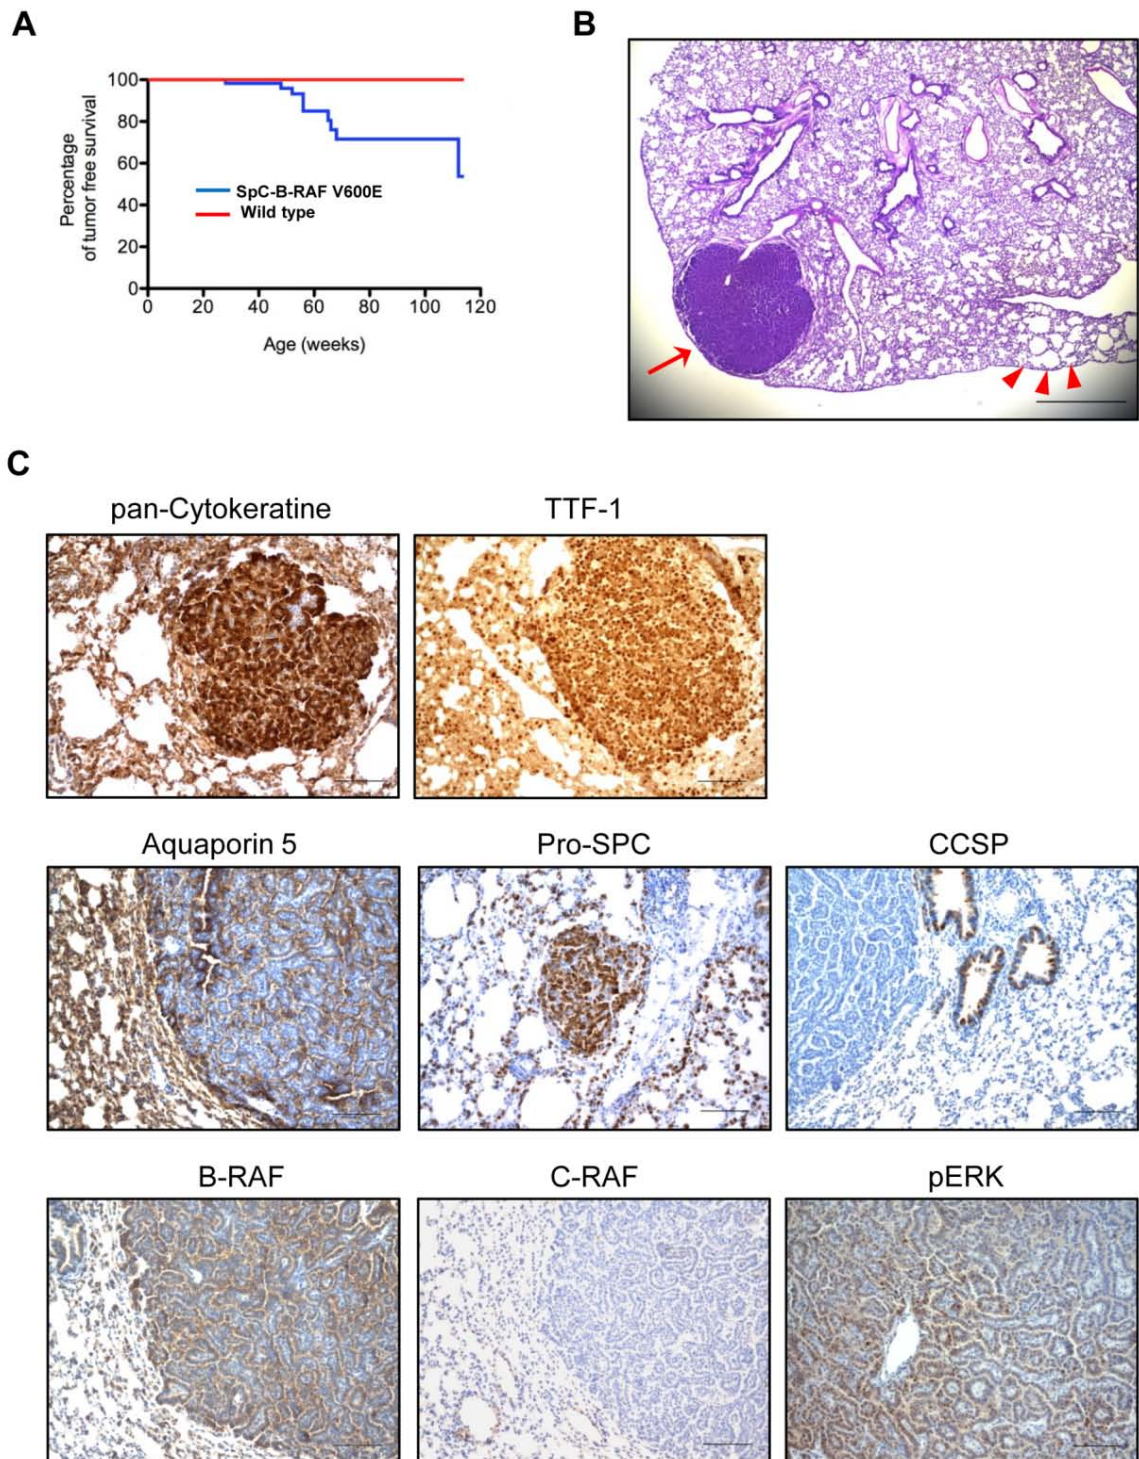 A
B
100
80
60
40
20
0
Percentage
of tumor free survival
SpC-B-RAF V600E
Wild type
0 20 40 60 80 100 120
Age (weeks)
C
pan-Cytokeratine TTF-1
Aquaporin 5 Pro-SPC CCSP
B-RAF C-RAF pERK